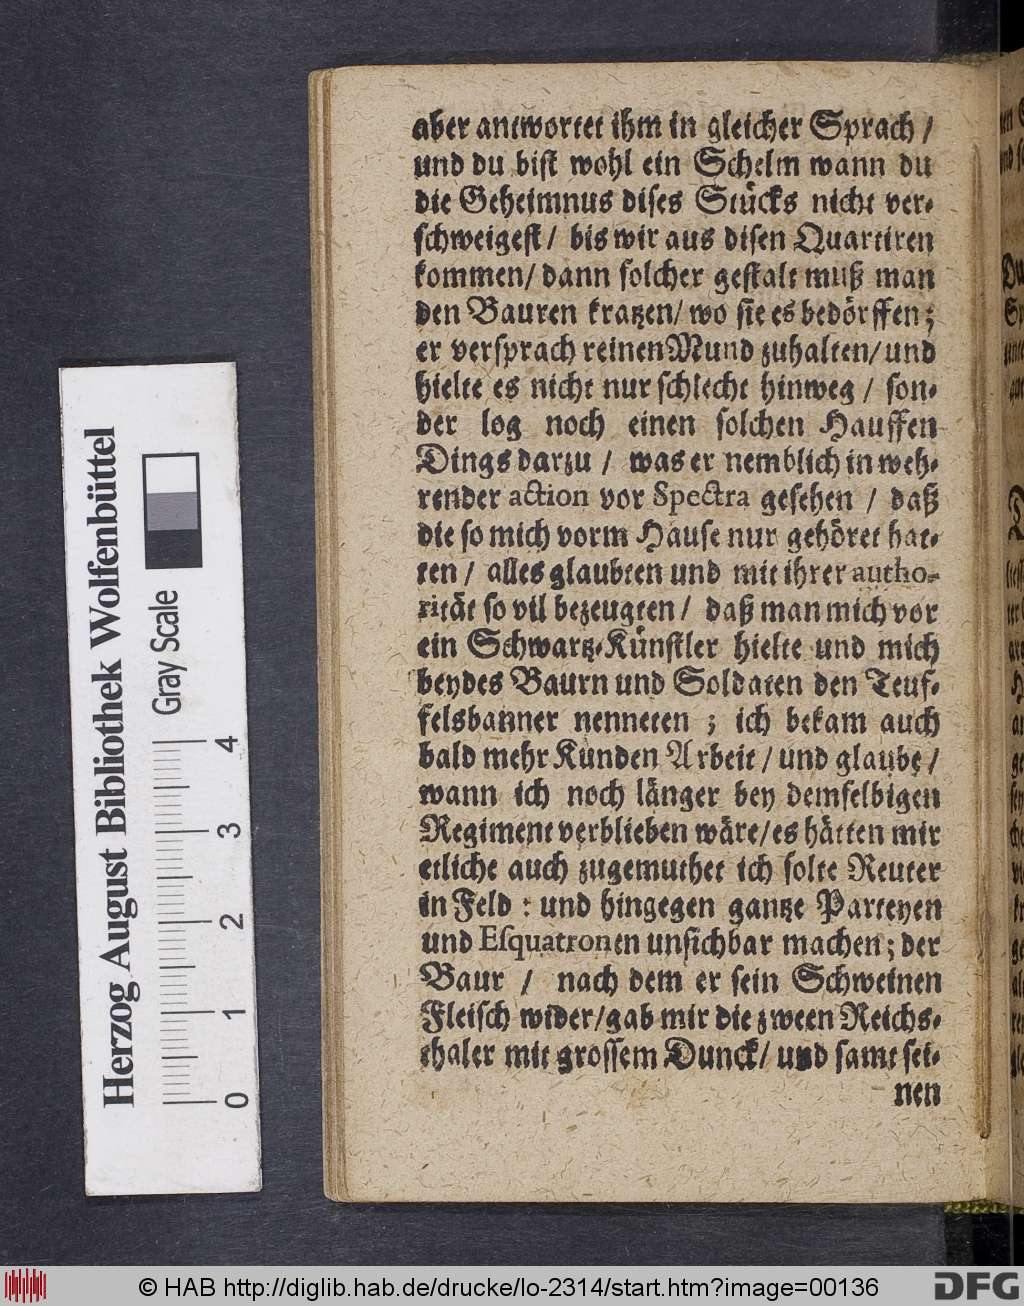 aber antwortet ihm in gleicher Sprach /
und du bist wohl ein Schelm wann du
die Geheimnus dises Stücks nicht ver-
schweigest / bis wir aus disen Quartiren
kommen / dann solcher gestalt muß man
den Bauren kratzen / wo sie es bedörffen ;
er versprach reinen Mund zuhalten / und
hielte es nicht nur schlecht hinweg / son-
der log noch einen solchen Hauffen
Dings darzu / was er nemblich in weh-
render action vor Spectra gesehen / daß
die so mich vorm Hause nur gehöret hat-
ten / alles glaubten und mit ihrer autho-
rität so vil bezeugten / daß man mich vor
ein Schwartz-Künstler hielte und mich
beydes Baurn und Soldaten den Teuf-
felsbanner nenneten ; ich bekam auch
bald mehr Kunden Arbeit / und glaube /
wann ich noch länger bey demselbigen
Regiment verblieben wäre / es hätten mir
etliche auch zugemuthet ich solte Reuter
in Feld : und hingegen gantze Parteyen
und Esquatronen unsichbar machen ; der
Baur / nach dem er sein Schweinen
Fleisch wider / gab mir die zween Reichs-
thaler mit grossem Dunck / und samt sei-
nen
Herzog August Bibliothek Wolfenbüttel
Gray Scale
0 1 2 3 4
© HAB http://diglib.hab.de/drucke/lo-2314/start.htm?image=00136
DFG